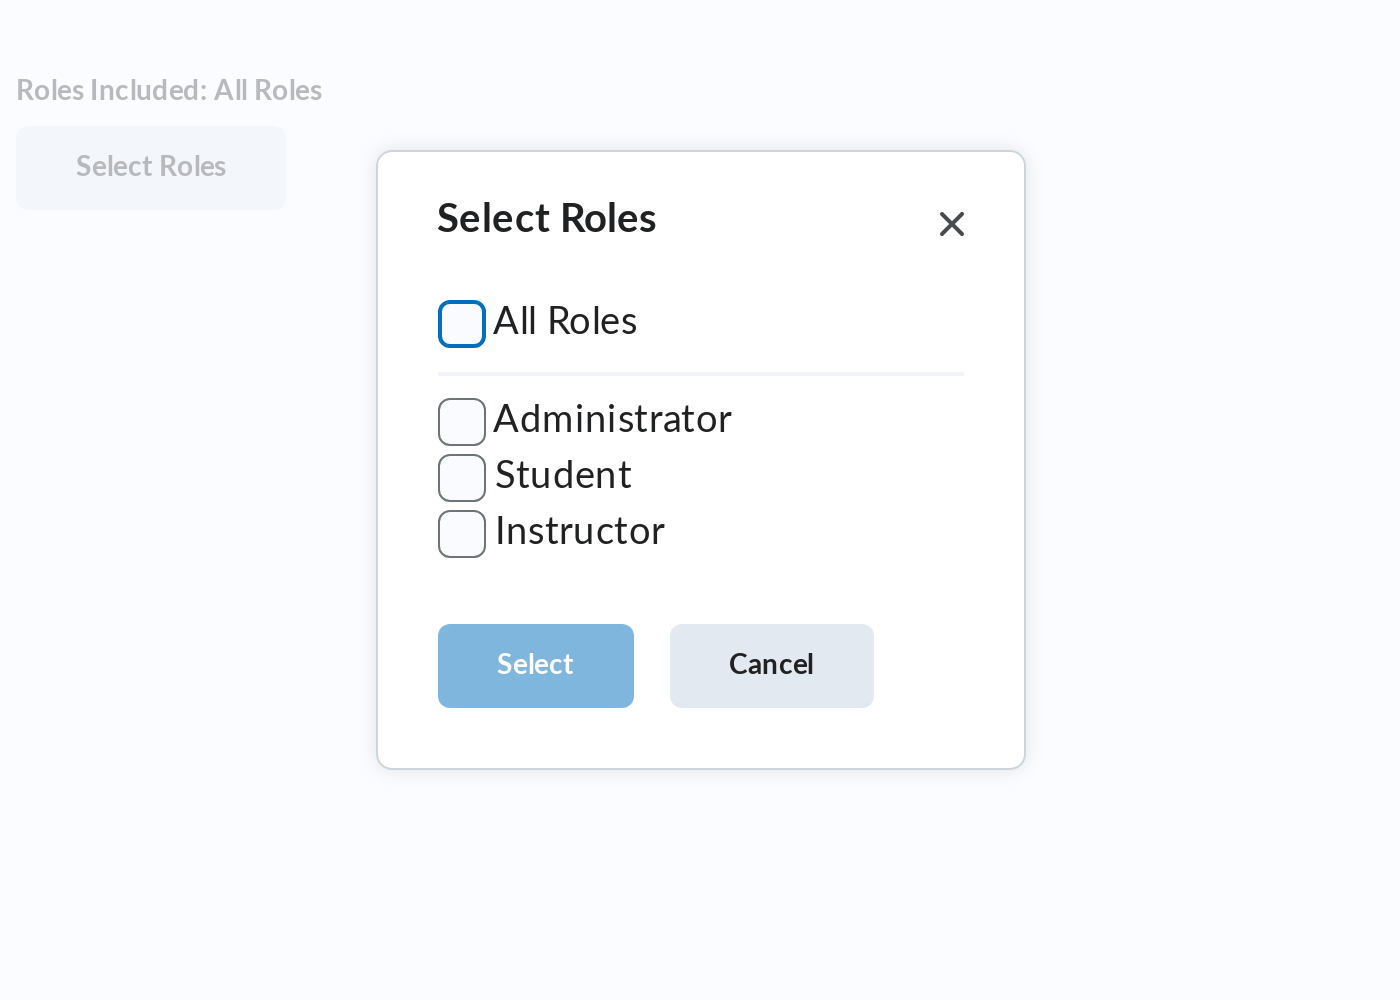 Roles Included: All Roles
Select Roles
Select Roles
All Roles
Administrator
Student
Instructor
Select
Cancel